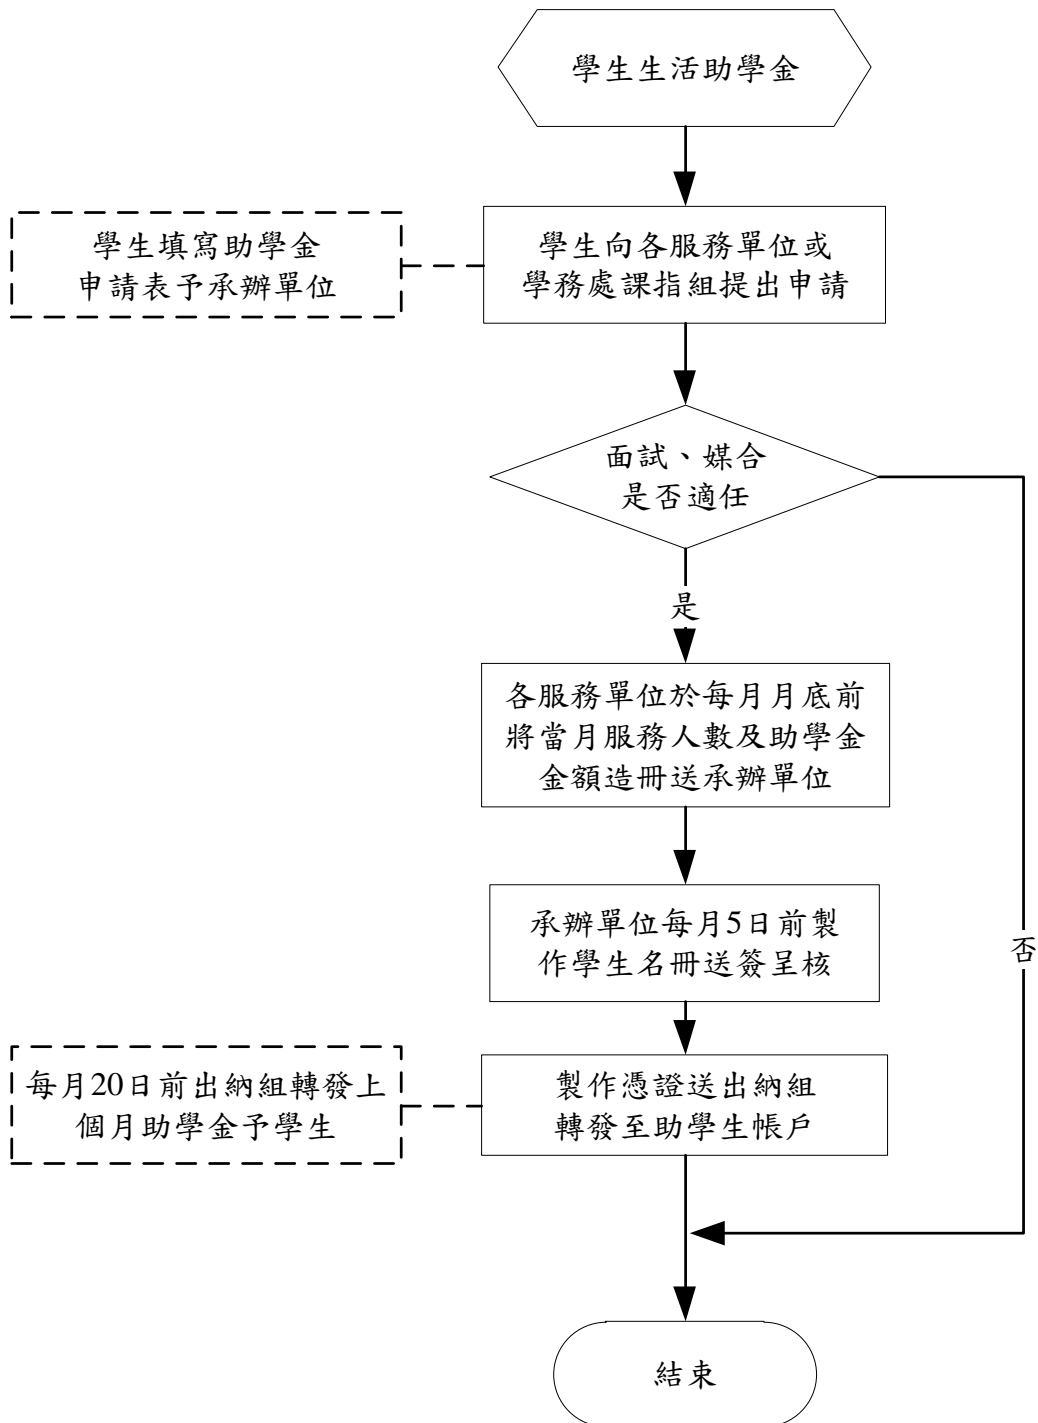 學生生活助學金
學生填寫助學金
申請表予承辦單位
學生向各服務單位或
學務處課指組提出申請
面試、媒合
是否適任
是
各服務單位於每月月底前
將當月服務人數及助學金
金額造冊送承辦單位
承辦單位每月5日前製
作學生名冊送簽呈核
否
每月20日前出納組轉發上
個月助學金予學生
製作憑證送出納組
轉發至助學生帳戶
結束